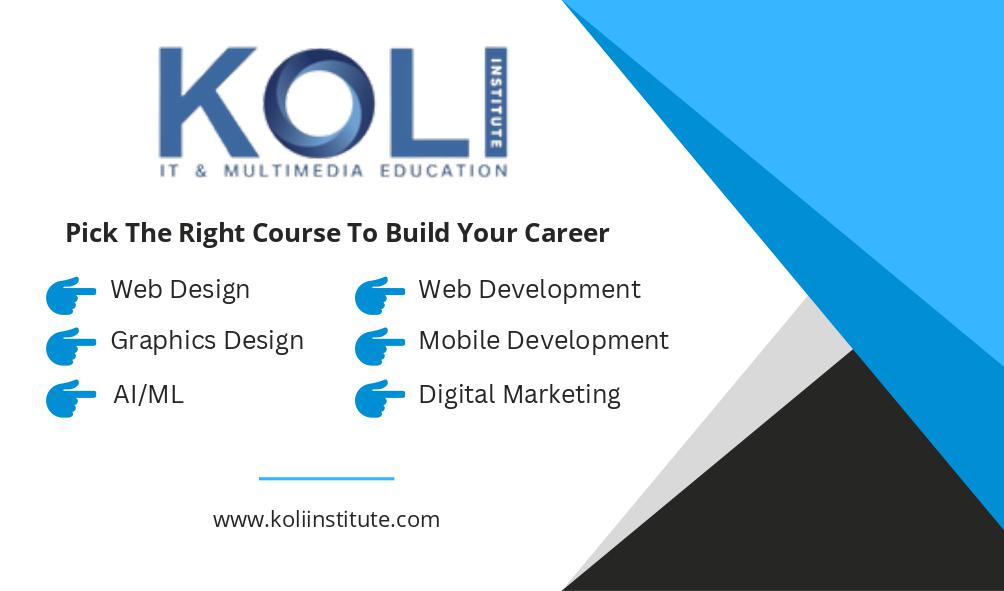 KOLI
INSTITUTE
IT & MULTIMEDIA EDUCATION
Pick The Right Course To Build Your Career
Web Design
Web Development
Graphics Design
Mobile Development
AI/ML
Digital Marketing
www.koliinstitute.com